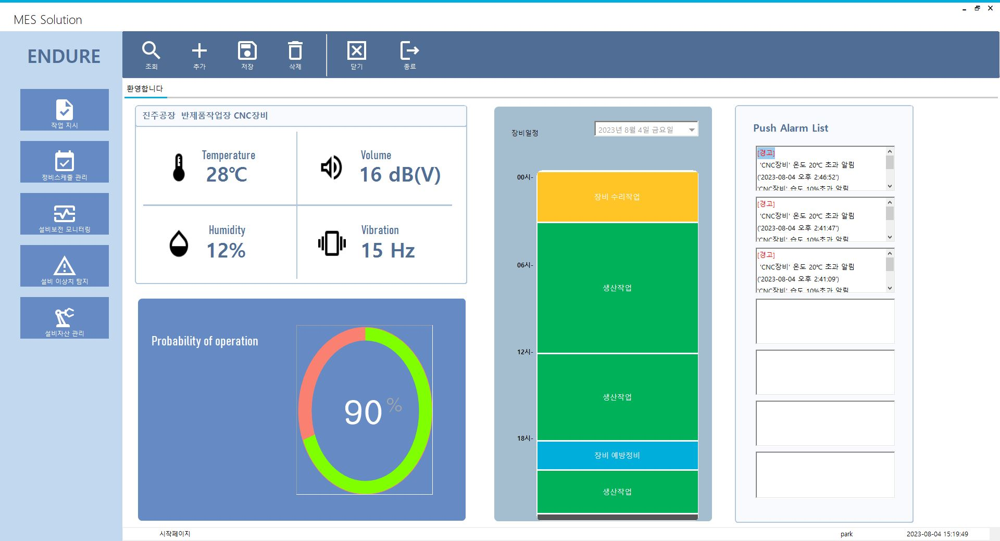 MES Solution
ENDURE
조회
추가
저장
삭제
닫기
종료
작업 지시
정비스케쥴 관리
설비보전 모니터링
설비 이상치 탐지
설비자산 관리
환영합니다
진주공장 반제품작업장 CNC장비
Temperature
28℃
Volume
16 dB(V)
Humidity
12%
Vibration
15 Hz
Probability of operation
90 %
장비일정
2023년 8월 4일 금요일
00시-
06시-
12시-
18시-
장비 수리작업
생산작업
생산작업
장비 예방정비
생산작업
Push Alarm List
[경고]
'CNC장비' 온도 20℃ 초과 알림
('2023-08-04 오후 2:46:52')
'CNC장비' 습도 10%초과 알림
[경고]
'CNC장비' 온도 20℃ 초과 알림
('2023-08-04 오후 2:41:47')
'CNC장비' 습도 10%초과 알림
[경고]
'CNC장비' 온도 20℃ 초과 알림
('2023-08-04 오후 2:41:09')
'CNC장비' 습도 10%초과 알림
시작페이지
park
2023-08-04 15:19:49